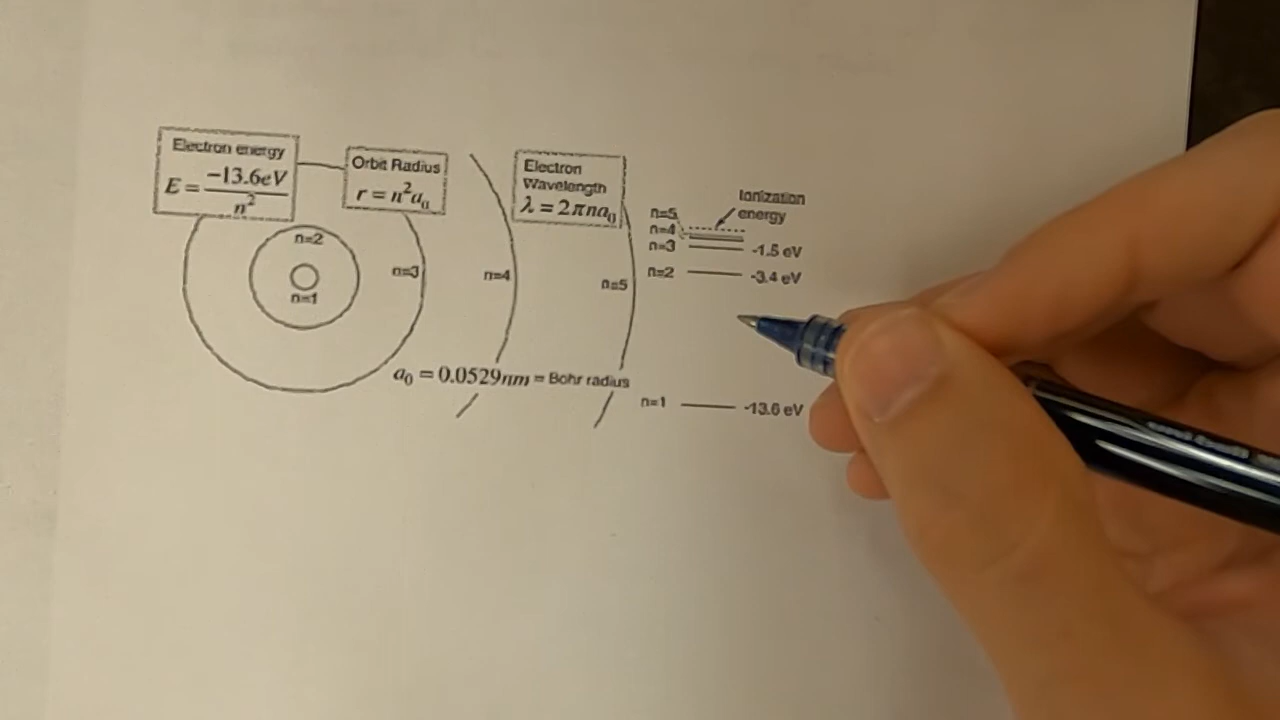 Electron energy
E = −13.6eV / n²
Orbit Radius
r = n²a₀
Electron
Wavelength
λ = 2πna₀
n=1
n=2
n=3
n=4
n=5
a₀ = 0.0529nm = Bohr radius
Ionization
energy
n=5
n=4
n=3 -1.5 eV
n=2 -3.4 eV
n=1 -13.6 eV